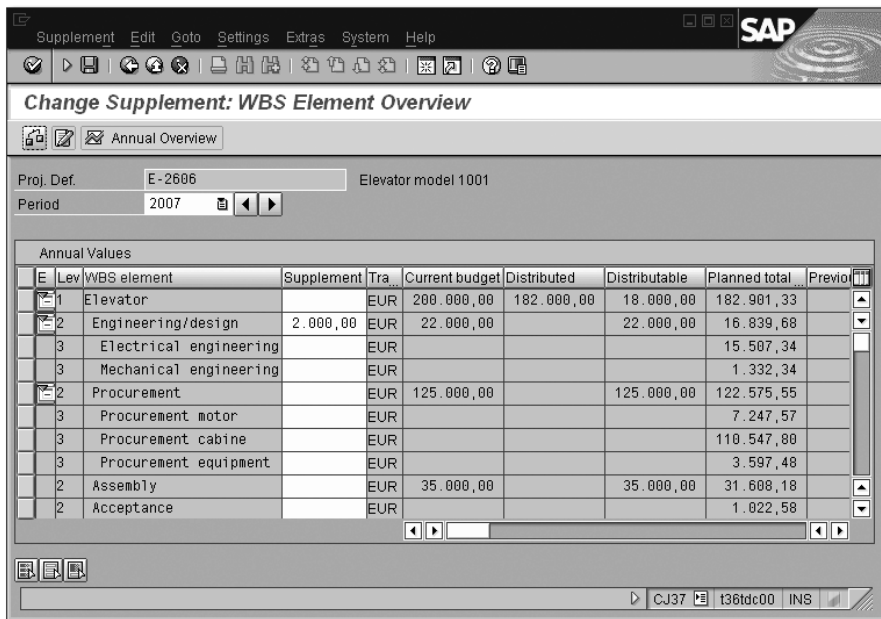 Supplement Edit Goto Settings Extras System Help
SAP
Change Supplement: WBS Element Overview
Annual Overview
Proj. Def. E-2606 Elevator model 1001
Period 2007
Annual Values
E Lev WBS element Supplement Tra... Current budget Distributed Distributable Planned total ... Previou
1 Elevator EUR 200.000,00 182.000,00 18.000,00 182.901,33
2 Engineering/design 2.000,00 EUR 22.000,00 22.000,00 16.839,68
3 Electrical engineering EUR 15.507,34
3 Mechanical engineering EUR 1.332,34
2 Procurement EUR 125.000,00 125.000,00 122.575,55
3 Procurement motor EUR 7.247,57
3 Procurement cabine EUR 110.547,80
3 Procurement equipment EUR 3.597,48
2 Assembly EUR 35.000,00 35.000,00 31.608,18
2 Acceptance EUR 1.022,58
CJ37 t36tdc00 INS